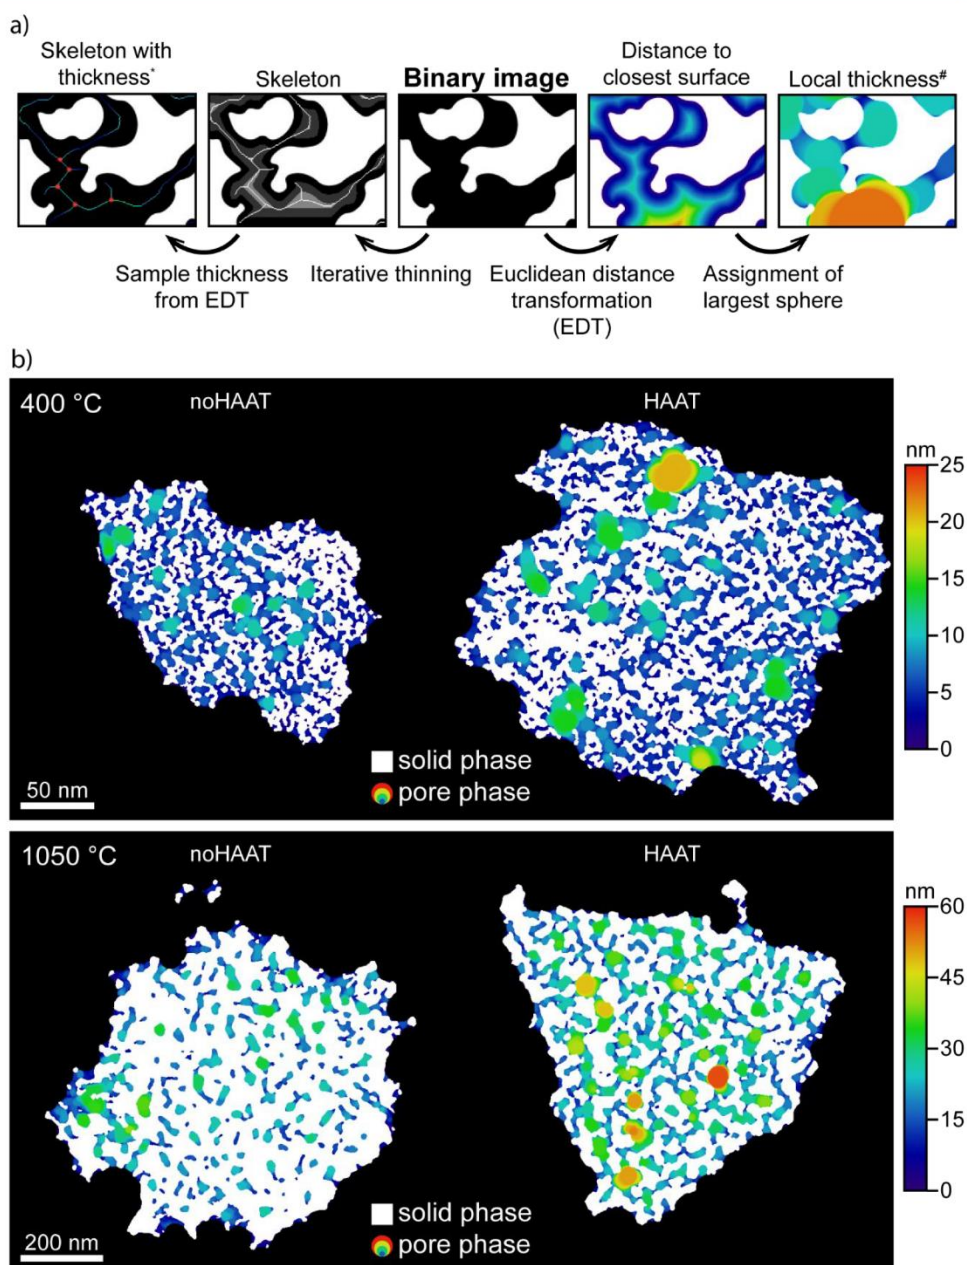 a)
Skeleton with
thickness*
Skeleton
Binary image
Distance to
closest surface
Local thickness#
Sample thickness
from EDT
Iterative thinning
Euclidean distance
transformation
(EDT)
Assignment of
largest sphere
b)
400 °C
noHAAT
HAAT
solid phase
pore phase
50 nm
nm
25
20
15
10
5
0
1050 °C
noHAAT
HAAT
solid phase
pore phase
200 nm
nm
60
45
30
15
0